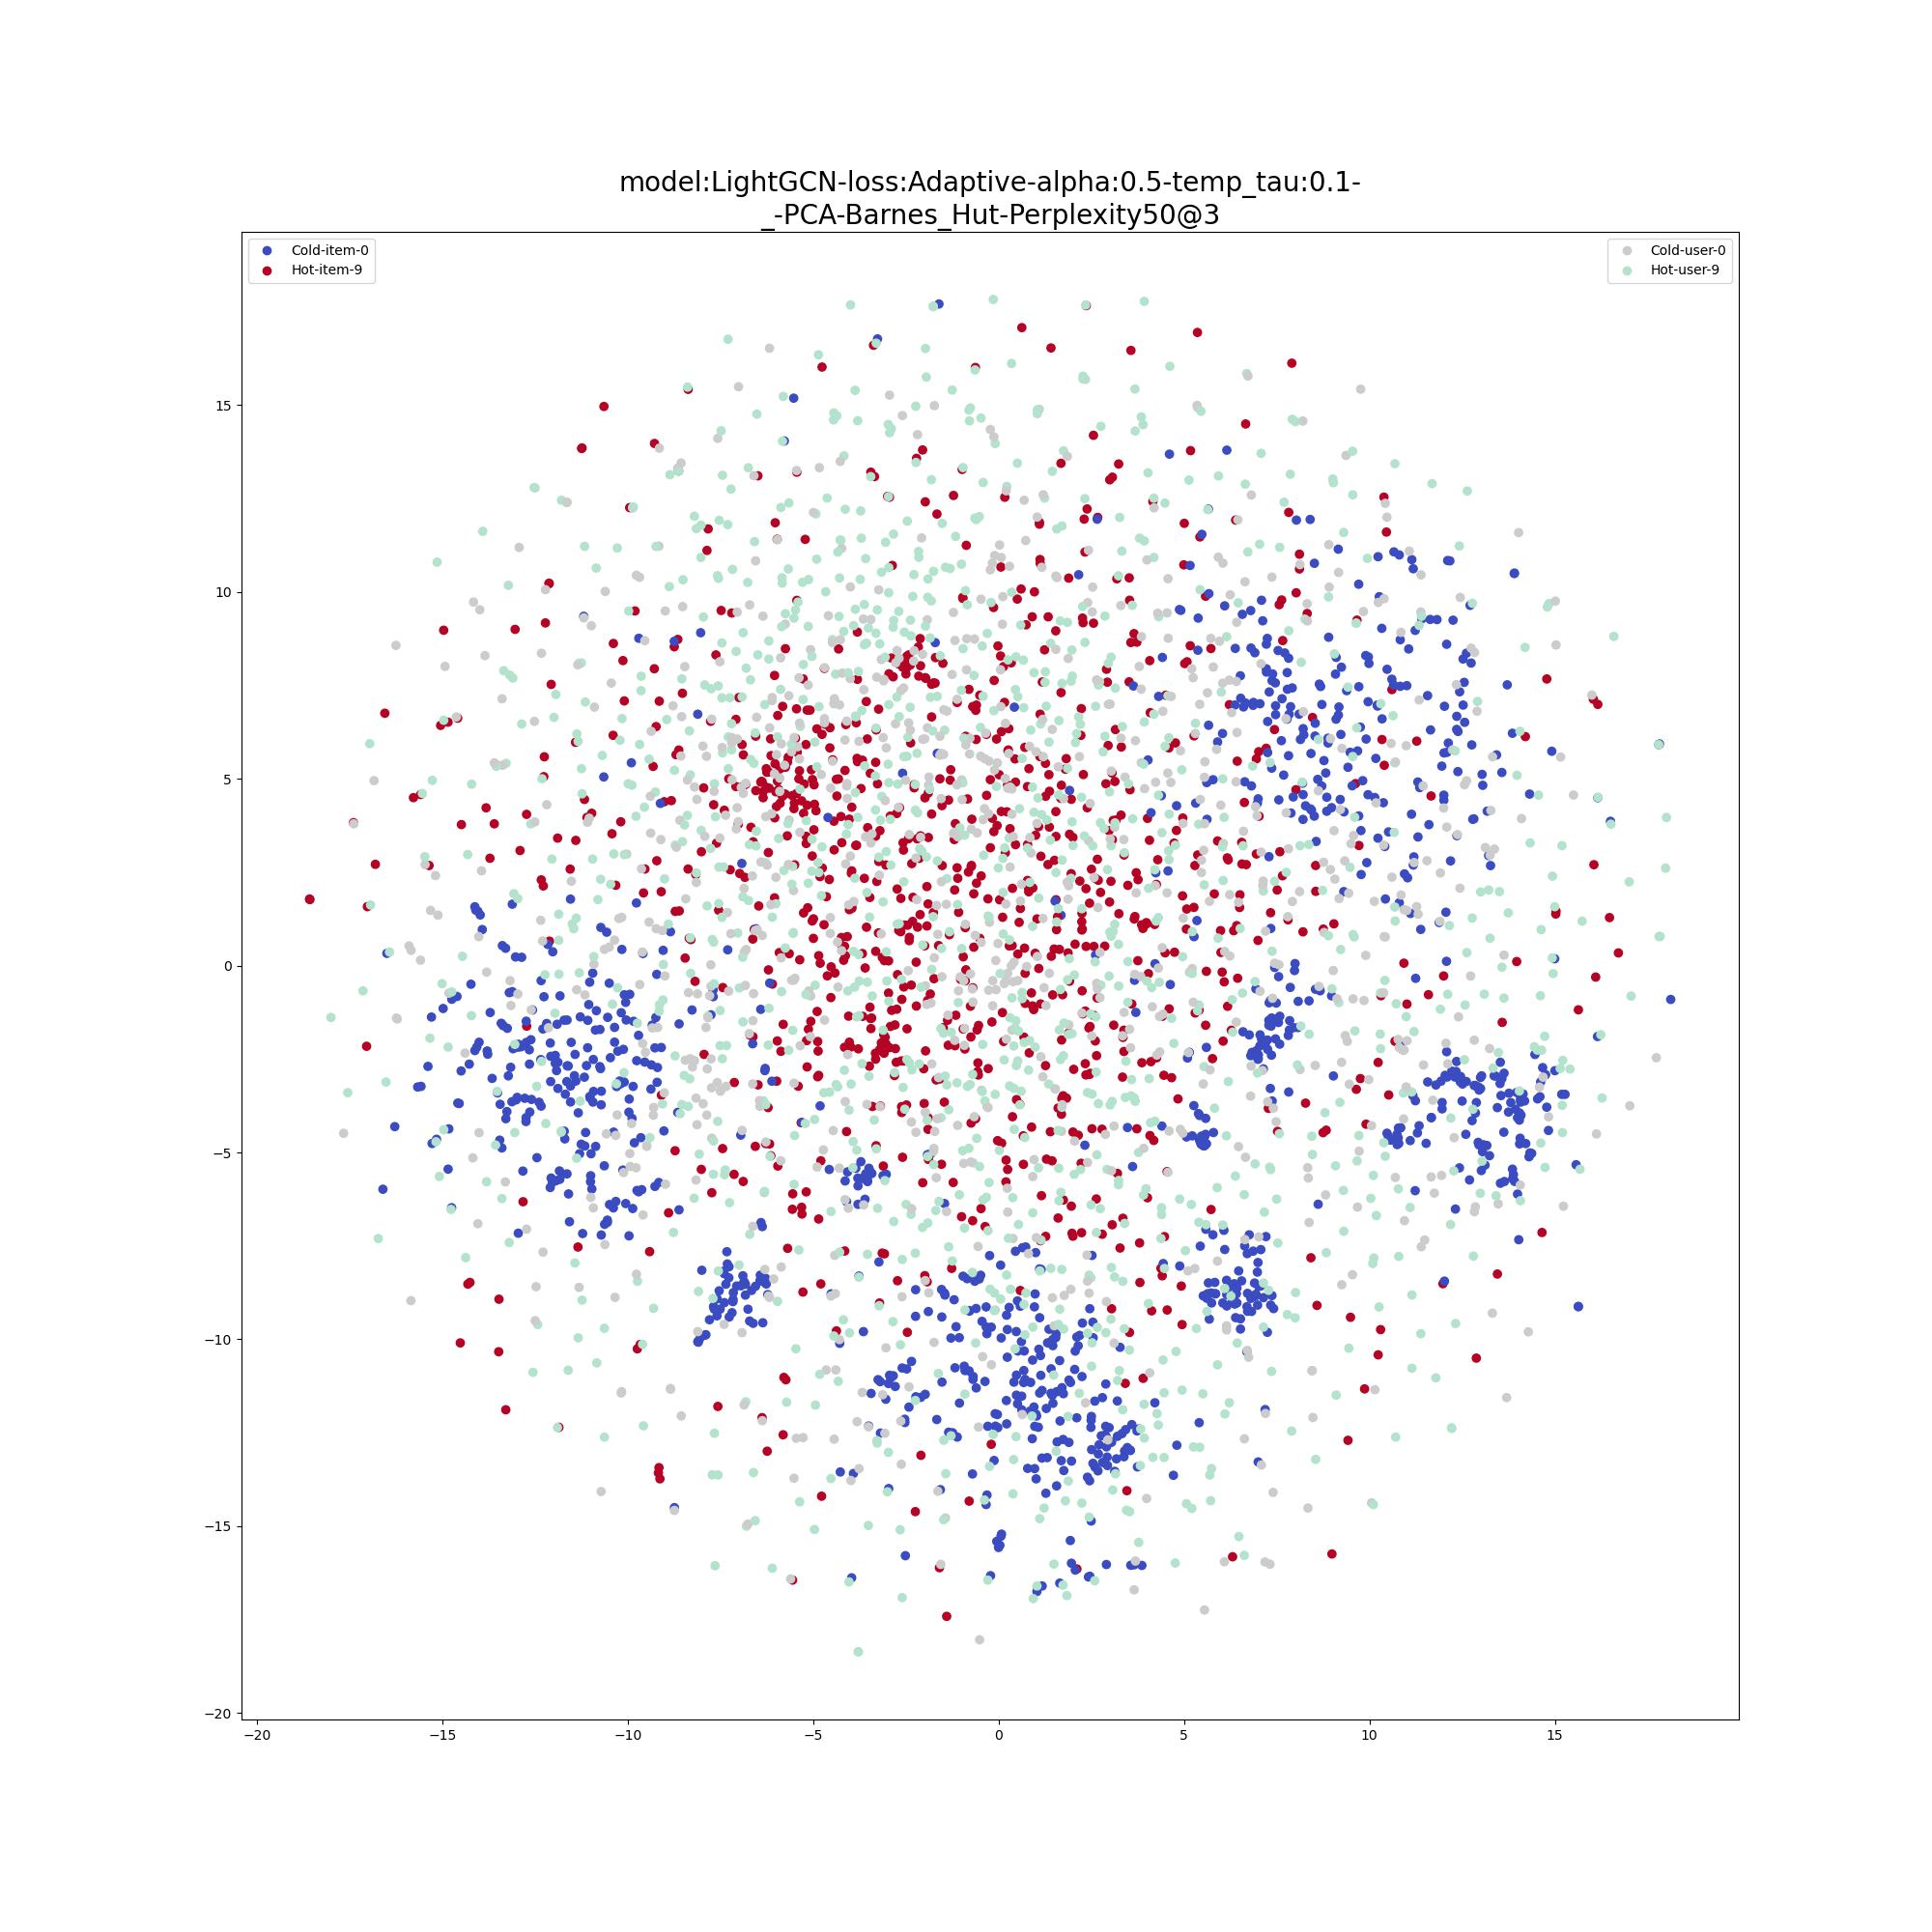 model:LightGCN-loss:Adaptive-alpha:0.5-temp_tau:0.1-
_-PCA-Barnes_Hut-Perplexity50@3
Cold-item-0
Hot-item-9
Cold-user-0
Hot-user-9
15
10
5
0
−5
−10
−15
−20
−20
−15
−10
−5
0
5
10
15